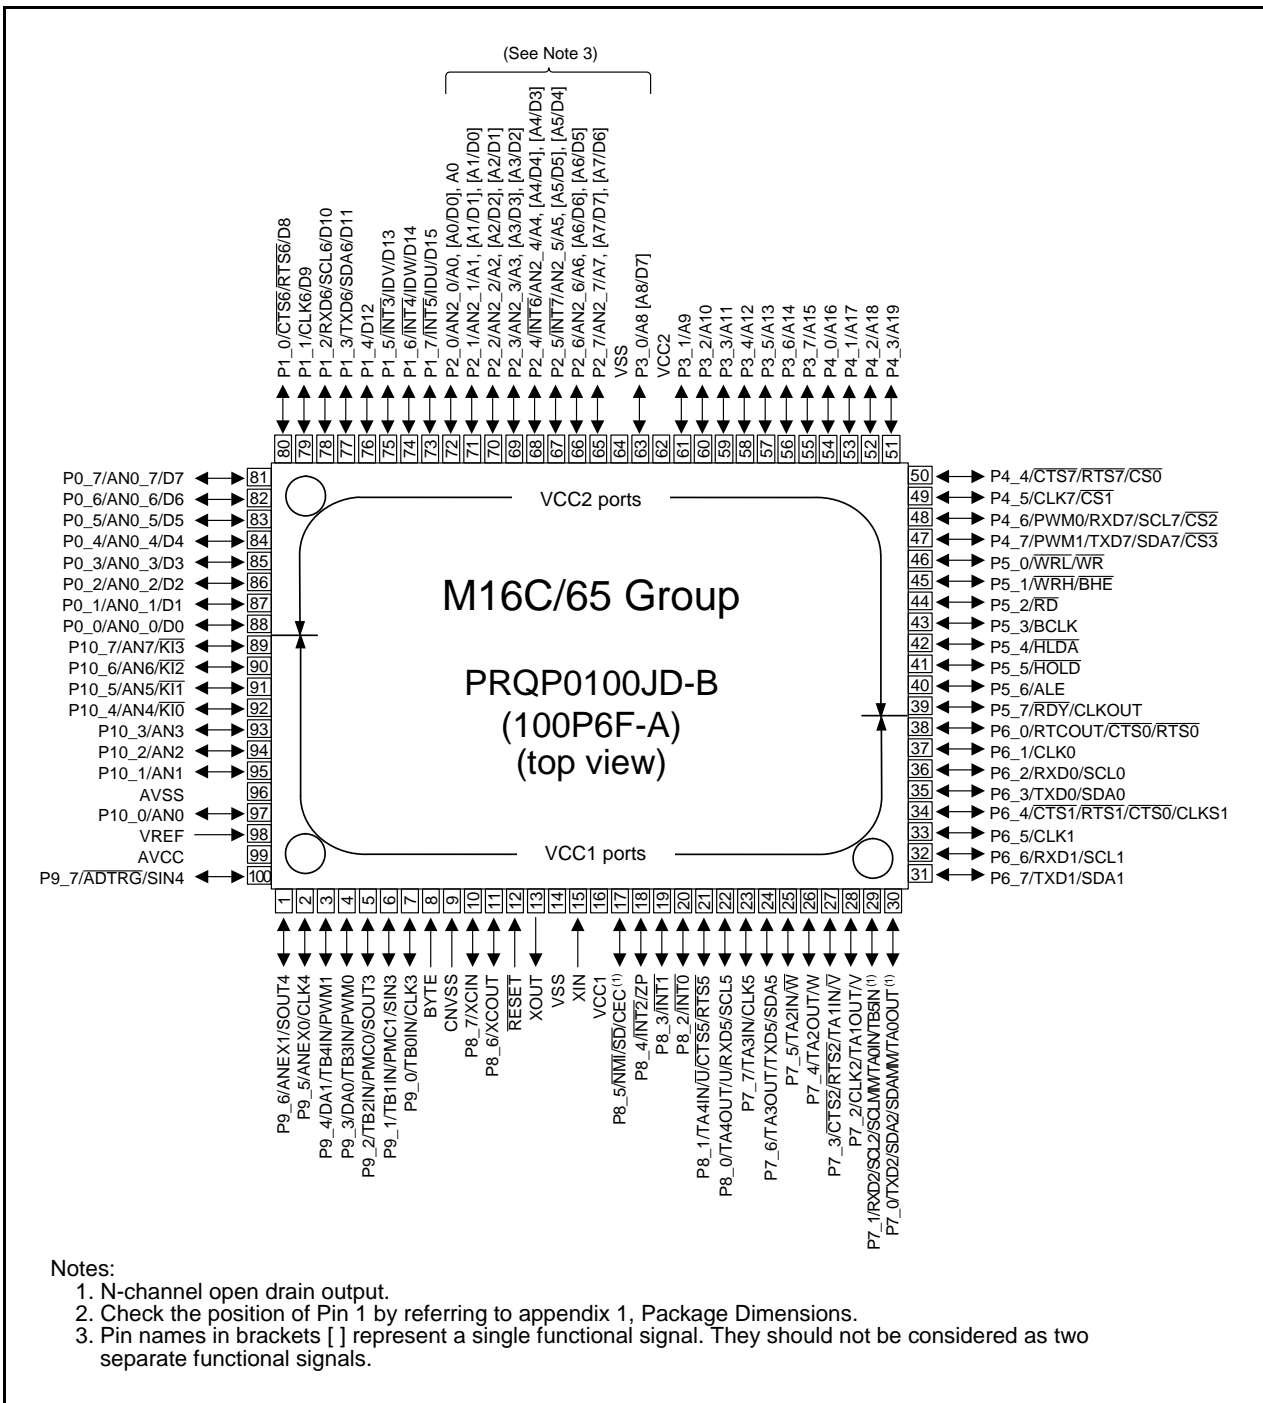 (See Note 3)
P1_0/CTS6/RTS6/D8
P1_1/CLK6/D9
P1_2/RXD6/SCL6/D10
P1_3/TXD6/SDA6/D11
P1_4/D12
P1_5/INT3/IDV/D13
P1_6/INT4/IDW/D14
P1_7/INT5/IDU/D15
P2_0/AN2_0/A0, [A0/D0], A0
P2_1/AN2_1/A1, [A1/D1], [A1/D0]
P2_2/AN2_2/A2, [A2/D2], [A2/D1]
P2_3/AN2_3/A3, [A3/D3], [A3/D2]
P2_4/INT6/AN2_4/A4, [A4/D4], [A4/D3]
P2_5/INT7/AN2_5/A5, [A5/D5], [A5/D4]
P2_6/AN2_6/A6, [A6/D6], [A6/D5]
P2_7/AN2_7/A7, [A7/D7], [A7/D6]
VSS
P3_0/A8 [A8/D7]
VCC2
P3_1/A9
P3_2/A10
P3_3/A11
P3_4/A12
P3_5/A13
P3_6/A14
P3_7/A15
P4_0/A16
P4_1/A17
P4_2/A18
P4_3/A19
80 79 78 77 76 75 74 73 72 71 70 69 68 67 66 65 64 63 62 61 60 59 58 57 56 55 54 53 52 51
P0_7/AN0_7/D7 81
P0_6/AN0_6/D6 82
P0_5/AN0_5/D5 83
P0_4/AN0_4/D4 84
P0_3/AN0_3/D3 85
P0_2/AN0_2/D2 86
P0_1/AN0_1/D1 87
P0_0/AN0_0/D0 88
P10_7/AN7/KI3 89
P10_6/AN6/KI2 90
P10_5/AN5/KI1 91
P10_4/AN4/KI0 92
P10_3/AN3 93
P10_2/AN2 94
P10_1/AN1 95
AVSS 96
P10_0/AN0 97
VREF 98
AVCC 99
P9_7/ADTRG/SIN4 100
VCC2 ports
M16C/65 Group
PRQP0100JD-B
(100P6F-A)
(top view)
VCC1 ports
50 P4_4/CTS7/RTS7/CS0
49 P4_5/CLK7/CS1
48 P4_6/PWM0/RXD7/SCL7/CS2
47 P4_7/PWM1/TXD7/SDA7/CS3
46 P5_0/WRL/WR
45 P5_1/WRH/BHE
44 P5_2/RD
43 P5_3/BCLK
42 P5_4/HLDA
41 P5_5/HOLD
40 P5_6/ALE
39 P5_7/RDY/CLKOUT
38 P6_0/RTCOUT/CTS0/RTS0
37 P6_1/CLK0
36 P6_2/RXD0/SCL0
35 P6_3/TXD0/SDA0
34 P6_4/CTS1/RTS1/CTS0/CLKS1
33 P6_5/CLK1
32 P6_6/RXD1/SCL1
31 P6_7/TXD1/SDA1
1 2 3 4 5 6 7 8 9 10 11 12 13 14 15 16 17 18 19 20 21 22 23 24 25 26 27 28 29 30
P9_6/ANEX1/SOUT4
P9_5/ANEX0/CLK4
P9_4/DA1/TB4IN/PWM1
P9_3/DA0/TB3IN/PWM0
P9_2/TB2IN/PMC0/SOUT3
P9_1/TB1IN/PMC1/SIN3
P9_0/TB0IN/CLK3
BYTE
CNVSS
P8_7/XCIN
P8_6/XCOUT
RESET
XOUT
VSS
XIN
VCC1
P8_5/NMI/SD/CEC(1)
P8_4/INT2/ZP
P8_3/INT1
P8_2/INT0
P8_1/TA4IN/U/CTS5/RTS5
P8_0/TA4OUT/U/RXD5/SCL5
P7_7/TA3IN/CLK5
P7_6/TA3OUT/TXD5/SDA5
P7_5/TA2IN/W
P7_4/TA2OUT/W
P7_3/CTS2/RTS2/TA1IN/V
P7_2/CLK2/TA1OUT/V
P7_1/RXD2/SCL2/SCLMM/TA0IN/TB5IN(1)
P7_0/TXD2/SDA2/SDAMM/TA0OUT(1)
Notes:
1. N-channel open drain output.
2. Check the position of Pin 1 by referring to appendix 1, Package Dimensions.
3. Pin names in brackets [ ] represent a single functional signal. They should not be considered as two
separate functional signals.